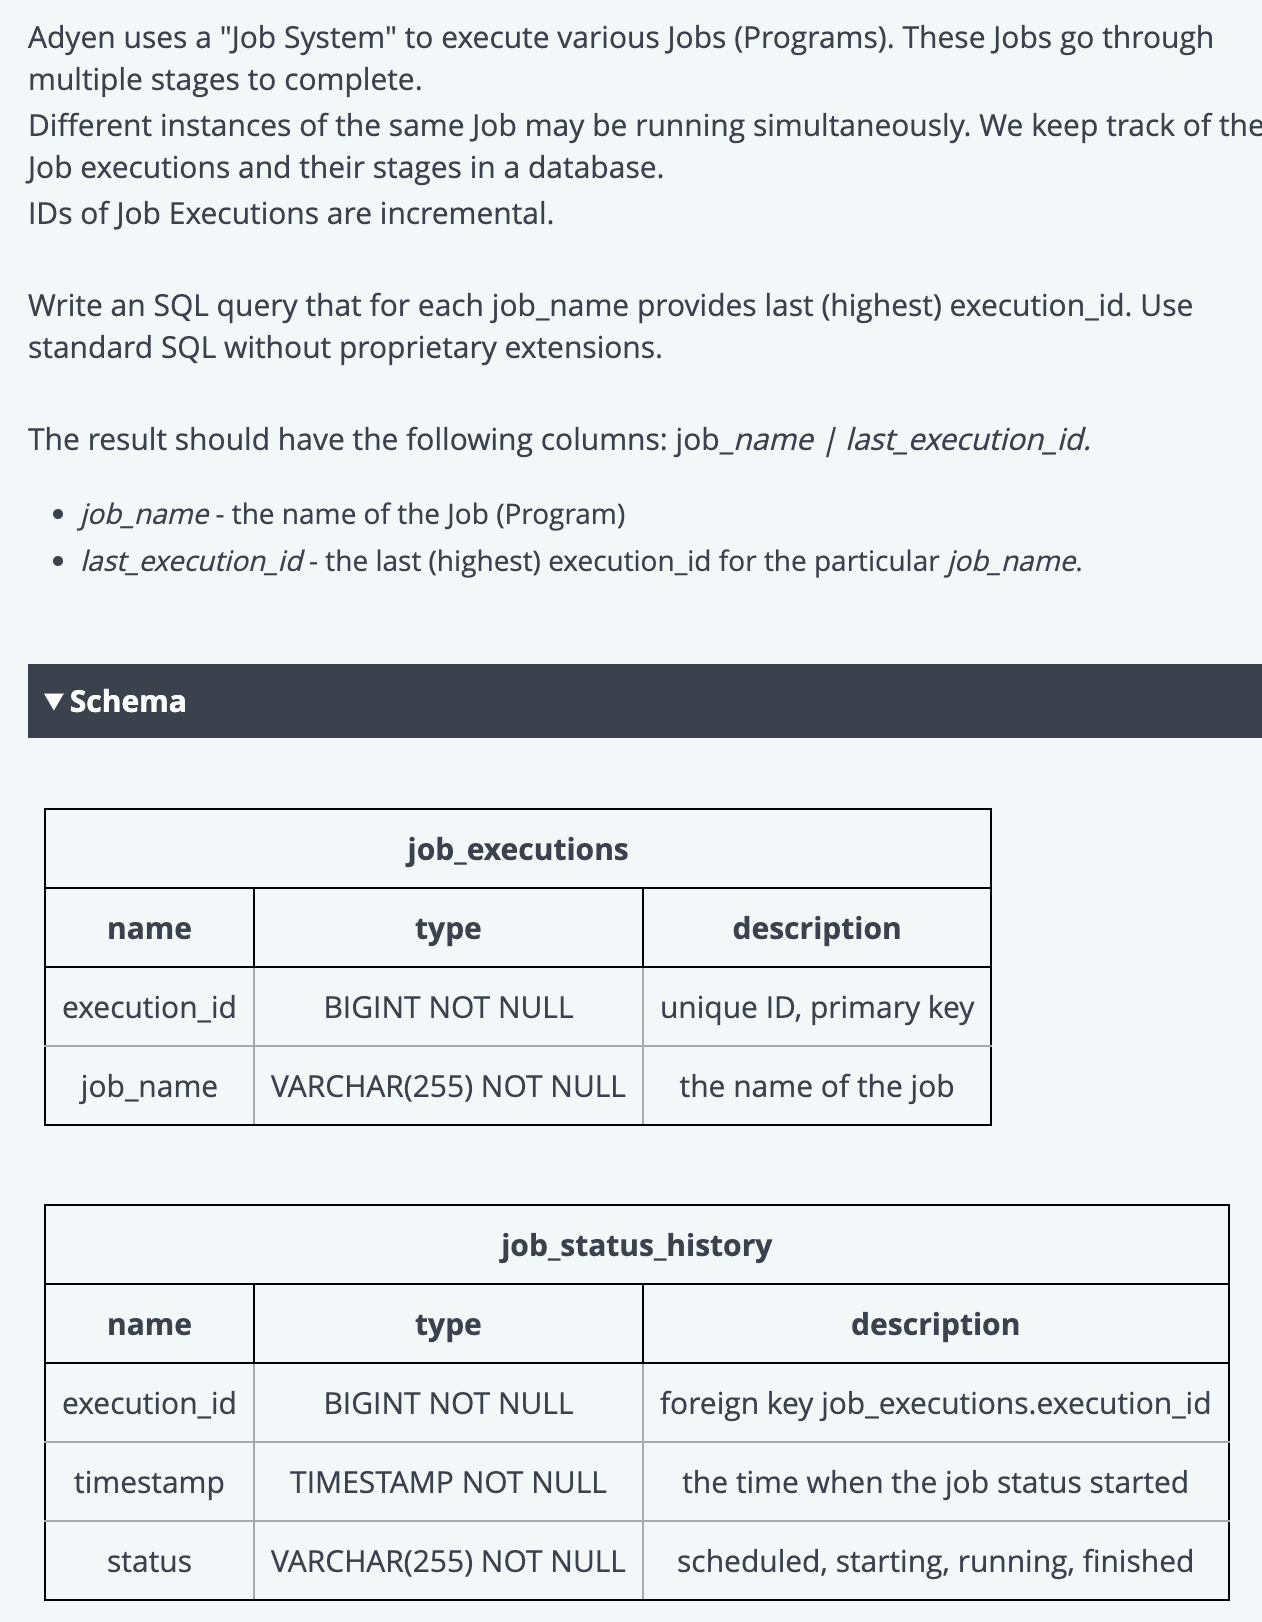 Adyen uses a "Job System" to execute various Jobs (Programs). These Jobs go through
multiple stages to complete.
Different instances of the same Job may be running simultaneously. We keep track of the
Job executions and their stages in a database.
IDs of Job Executions are incremental.
Write an SQL query that for each job_name provides last (highest) execution_id. Use
standard SQL without proprietary extensions.
The result should have the following columns: job_name | last_execution_id.
• job_name - the name of the Job (Program)
• last_execution_id - the last (highest) execution_id for the particular job_name.
▼ Schema
job_executions
name type description
execution_id BIGINT NOT NULL unique ID, primary key
job_name VARCHAR(255) NOT NULL the name of the job
job_status_history
name type description
execution_id BIGINT NOT NULL foreign key job_executions.execution_id
timestamp TIMESTAMP NOT NULL the time when the job status started
status VARCHAR(255) NOT NULL scheduled, starting, running, finished